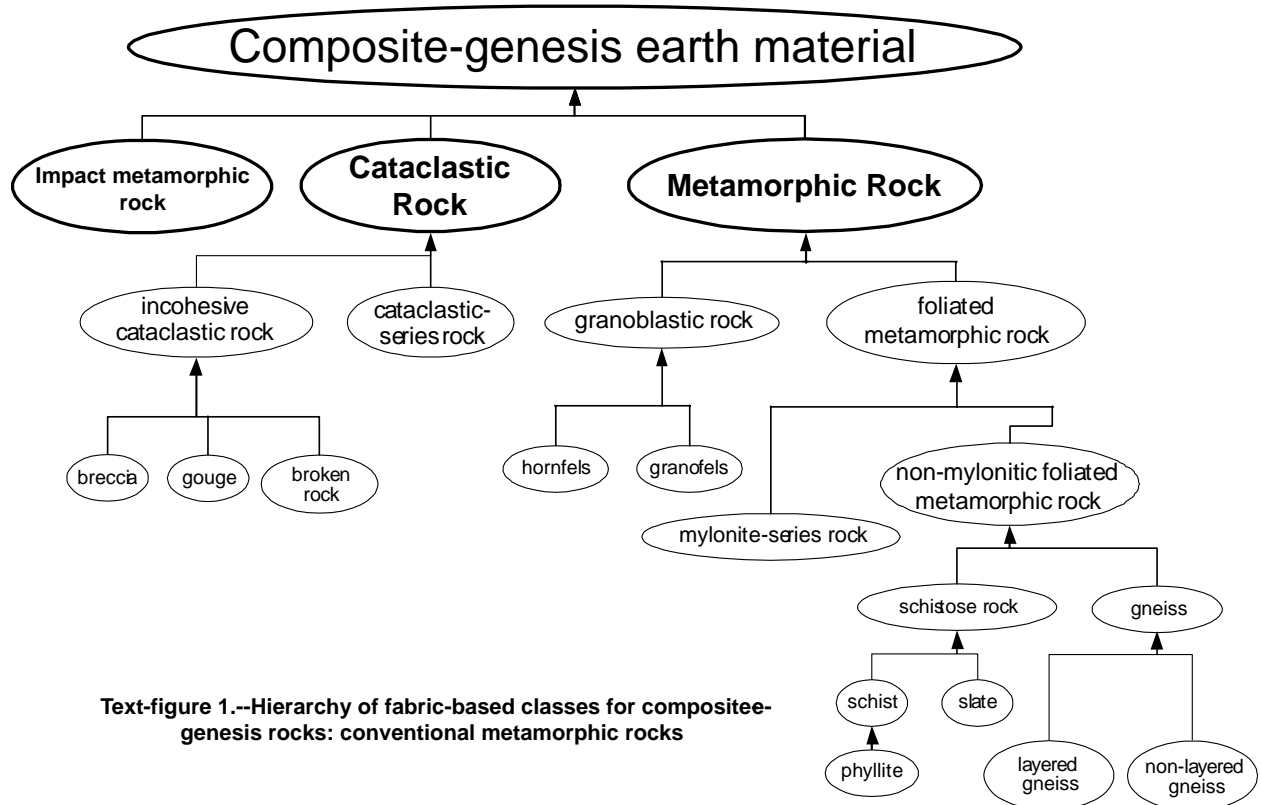 Composite-genesis earth material
Impact metamorphic
rock
Cataclastic
Rock
Metamorphic Rock
incohesive
cataclastic rock
cataclastic-
series rock
granoblastic rock
foliated
metamorphic rock
breccia
gouge
broken
rock
hornfels
granofels
non-mylonitic foliated
metamorphic rock
mylonite-series rock
schistose rock
gneiss
schist
slate
phyllite
layered
gneiss
non-layered
gneiss
Text-figure 1.--Hierarchy of fabric-based classes for compositee-
genesis rocks: conventional metamorphic rocks